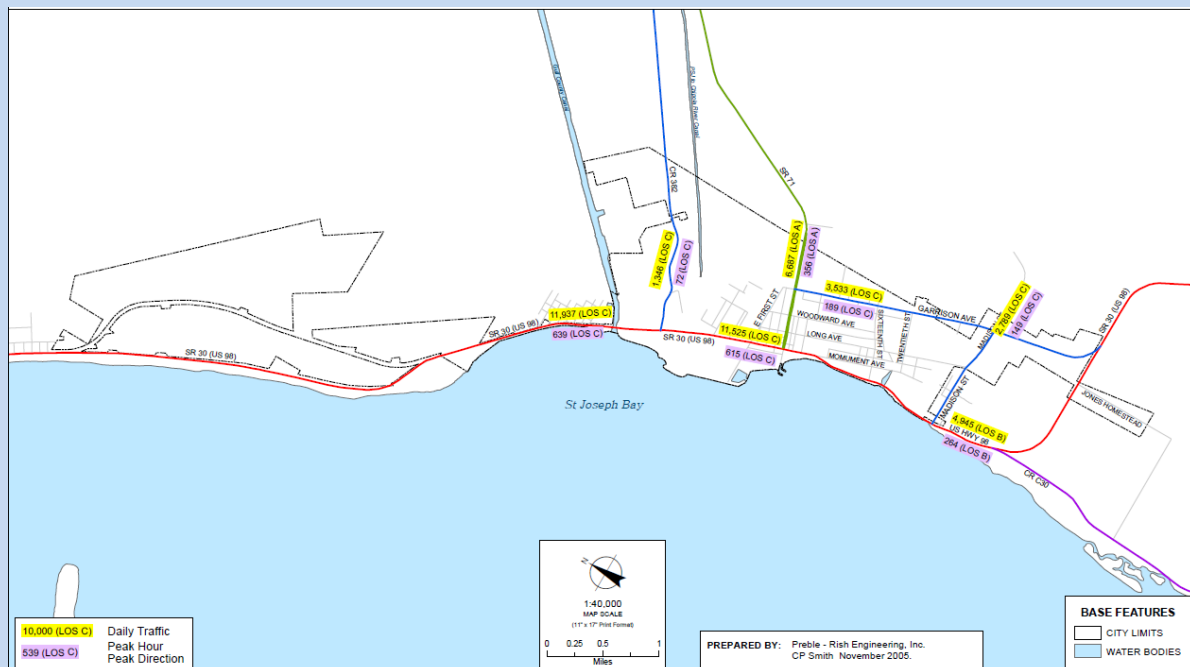 Gulf County Canal
CR 382
SR 71
1,346 (LOS C)
72 (LOS C)
6,687 (LOS A)
356 (LOS A)
3,533 (LOS C)
189 (LOS C)
GARRISON AVE
2,789 (LOS C)
149 (LOS C)
SR 30 (US 98)
E FIRST ST
WOODWARD AVE
LONG AVE
MOMUMENT AVE
SIXTEENTH ST
TWENTIETH ST
MADISON ST
JONES HOMESTEAD
11,937 (LOS C)
639 (LOS C)
SR 30 (US 98)
SR 30 (US 98)
SR 30 (US 98)
11,525 (LOS C)
615 (LOS C)
4,945 (LOS B)
US HWY 98
264 (LOS B)
CR C30
St Joseph Bay
N
1:40,000
MAP SCALE
(11" x 17" Print Format)
0 0.25 0.5 1
Miles
10,000 (LOS C) Daily Traffic
539 (LOS C) Peak Hour
Peak Direction
PREPARED BY: Preble - Rish Engineering, Inc.
CP Smith November 2005.
BASE FEATURES
CITY LIMITS
WATER BODIES